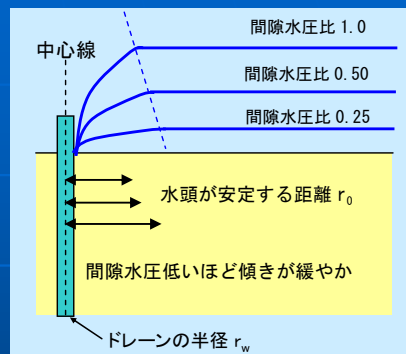 間隙水圧比 1.0
中心線
間隙水圧比 0.50
間隙水圧比 0.25
水頭が安定する距離 r₀
間隙水圧低いほど傾きが緩やか
ドレーンの半径 r_w